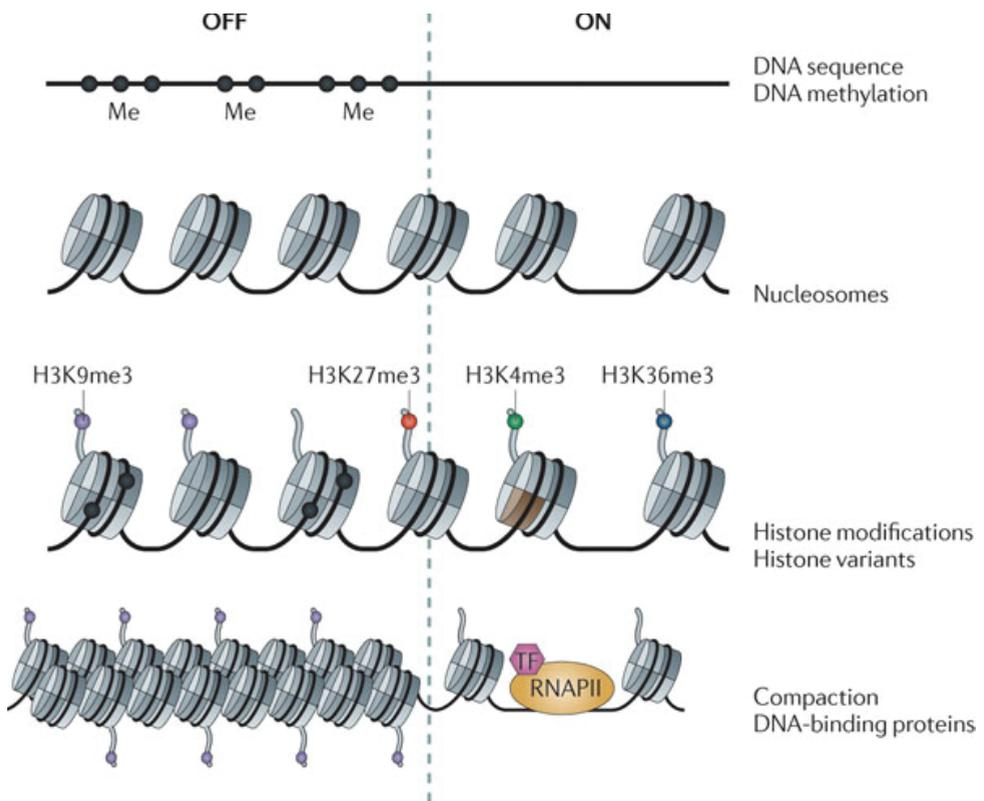 OFF
ON
DNA sequence
DNA methylation
Me
Me
Me
Nucleosomes
H3K9me3
H3K27me3
H3K4me3
H3K36me3
Histone modifications
Histone variants
TF
RNAPII
Compaction
DNA-binding proteins